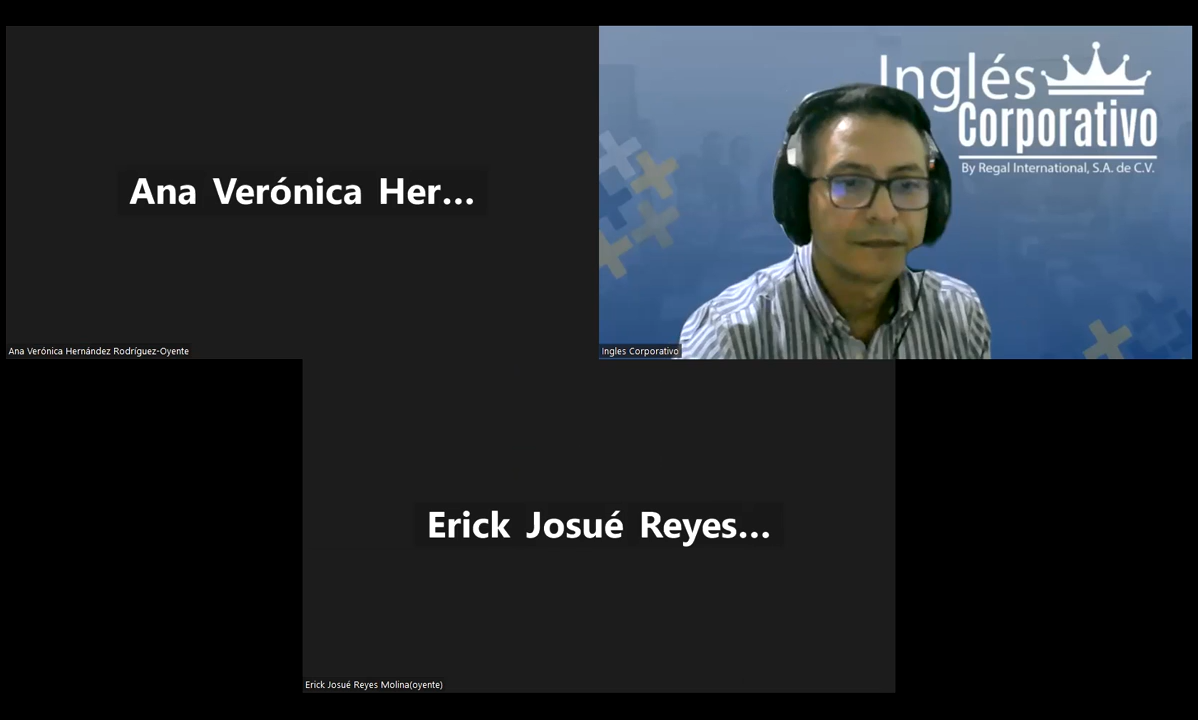 Ana Verónica Her...
Ana Verónica Hernández Rodríguez-Oyente
Inglés
Corporativo
By Regal International, S.A. de C.V.
Ingles Corporativo
Erick Josué Reyes...
Erick Josué Reyes Molina(oyente)